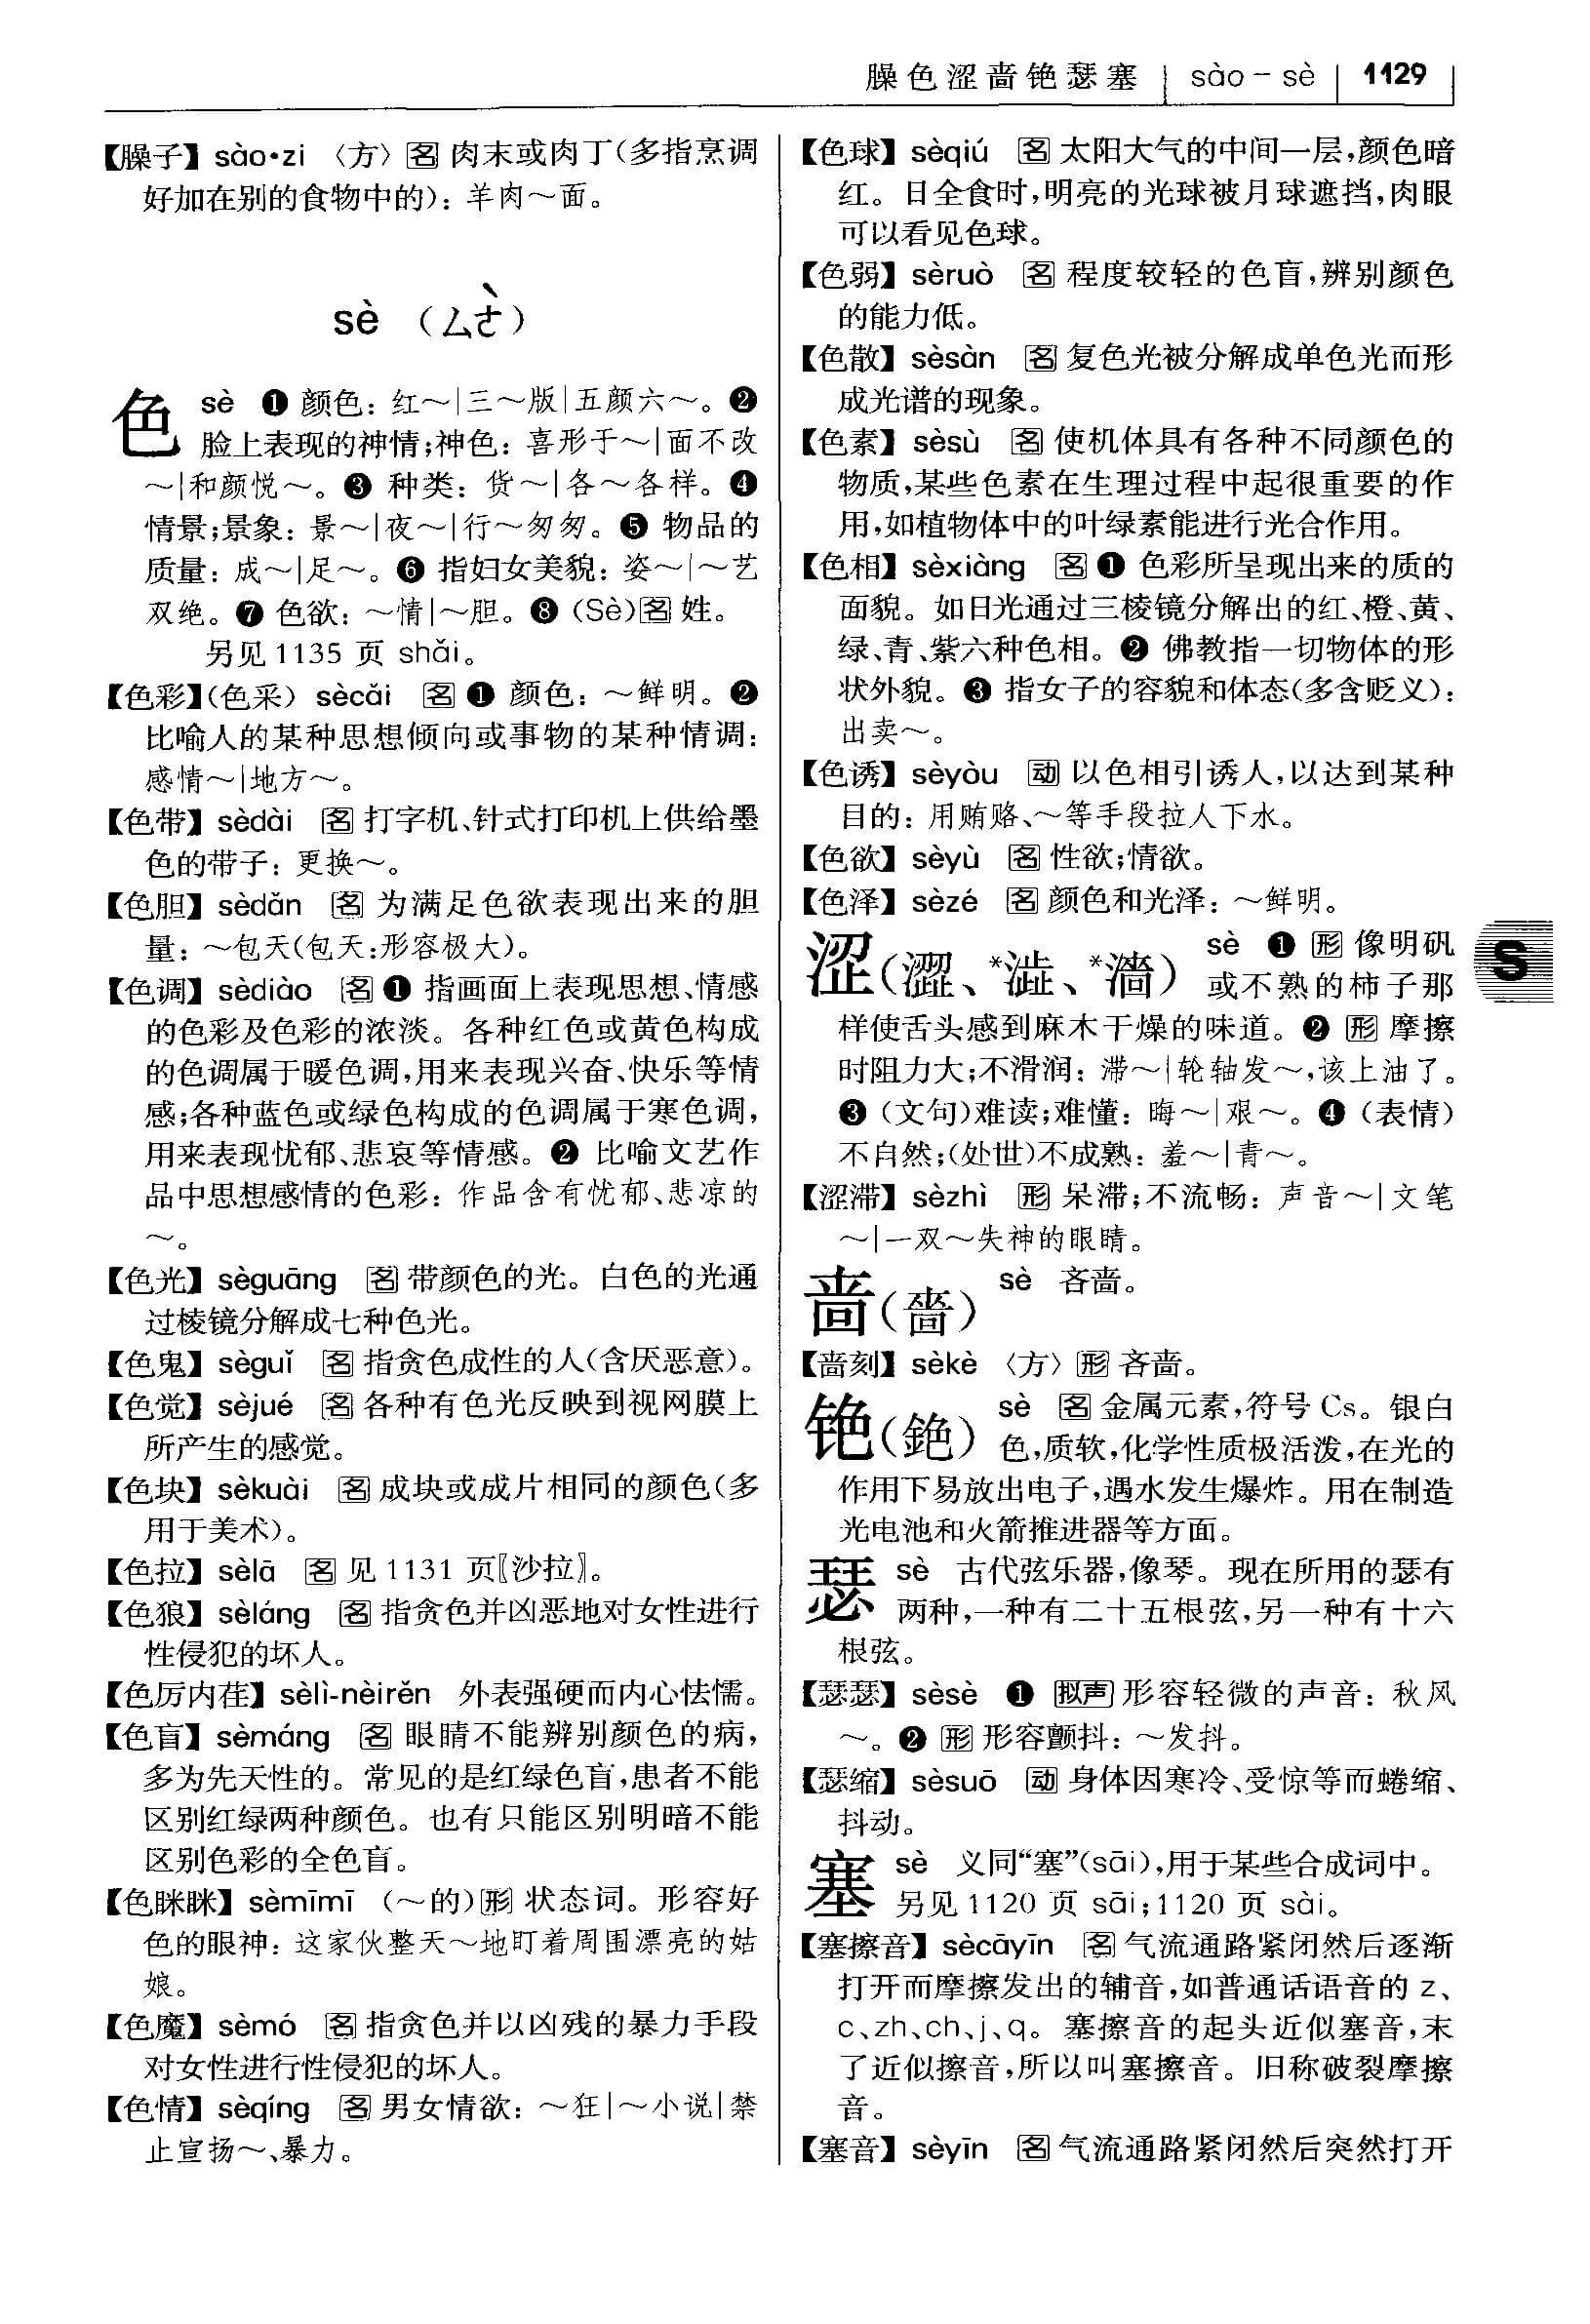 臊色涩啬铯瑟塞 sào－sè 1129
【臊子】 sào·zi 〈方〉 名 肉末或肉丁(多指烹调
好加在别的食物中的)：羊肉～面。
sè （ㄙㄜˋ）
色 sè ❶ 颜色：红～|三～版|五颜六～。❷
脸上表现的神情；神色：喜形于～|面不改
～|和颜悦～。❸ 种类：货～|各～各样。❹
情景；景象：景～|夜～|行～匆匆。❺ 物品的
质量：成～|足～。❻ 指妇女美貌：姿～|～艺
双绝。❼ 色欲：～情|～胆。❽ (Sè) 名 姓。
另见1135 页 shǎi。
【色彩】(色采) sècǎi 名 ❶ 颜色：～鲜明。❷
比喻人的某种思想倾向或事物的某种情调：
感情～|地方～。
【色带】 sèdài 名 打字机、针式打印机上供给墨
色的带子：更换～。
【色胆】 sèdǎn 名 为满足色欲表现出来的胆
量：～包天(包天：形容极大)。
【色调】 sèdiào 名 ❶ 指画面上表现思想、情感
的色彩及色彩的浓淡。各种红色或黄色构成
的色调属于暖色调，用来表现兴奋、快乐等情
感；各种蓝色或绿色构成的色调属于寒色调，
用来表现忧郁、悲哀等情感。❷ 比喻文艺作
品中思想感情的色彩：作品含有忧郁、悲凉的
～。
【色光】 sèguāng 名 带颜色的光。白色的光通
过棱镜分解成七种色光。
【色鬼】 sèguǐ 名 指贪色成性的人(含厌恶意)。
【色觉】 sèjué 名 各种有色光反映到视网膜上
所产生的感觉。
【色块】 sèkuài 名 成块或成片相同的颜色(多
用于美术)。
【色拉】 sèlā 名 见1131 页〖沙拉〗。
【色狼】 sèláng 名 指贪色并凶恶地对女性进行
性侵犯的坏人。
【色厉内荏】 sèlì-nèirěn 外表强硬而内心怯懦。
【色盲】 sèmáng 名 眼睛不能辨别颜色的病，
多为先天性的。常见的是红绿色盲，患者不能
区别红绿两种颜色。也有只能区别明暗不能
区别色彩的全色盲。
【色眯眯】 sèmīmī （～的) 形 状态词。形容好
色的眼神：这家伙整天～地盯着周围漂亮的姑
娘。
【色魔】 sèmó 名 指贪色并以凶残的暴力手段
对女性进行性侵犯的坏人。
【色情】 sèqíng 名 男女情欲：～狂|～小说|禁
止宣扬～、暴力。
【色球】 sèqiú 名 太阳大气的中间一层，颜色暗
红。日全食时，明亮的光球被月球遮挡，肉眼
可以看见色球。
【色弱】 sèruò 名 程度较轻的色盲，辨别颜色
的能力低。
【色散】 sèsàn 名 复色光被分解成单色光而形
成光谱的现象。
【色素】 sèsù 名 使机体具有各种不同颜色的
物质，某些色素在生理过程中起很重要的作
用，如植物体中的叶绿素能进行光合作用。
【色相】 sèxiàng 名 ❶ 色彩所呈现出来的质的
面貌。如日光通过三棱镜分解出的红、橙、黄、
绿、青、紫六种色相。❷ 佛教指一切物体的形
状外貌。❸ 指女子的容貌和体态(多含贬义)：
出卖～。
【色诱】 sèyòu 动 以色相引诱人，以达到某种
目的：用贿赂、～等手段拉人下水。
【色欲】 sèyù 名 性欲；情欲。
【色泽】 sèzé 名 颜色和光泽：～鲜明。
涩(澀、*澁、*濇) sè ❶ 形 像明矾
或不熟的柿子那
样使舌头感到麻木干燥的味道。❷ 形 摩擦
时阻力大；不滑润：滞～|轮轴发～，该上油了。
❸ (文句)难读；难懂：晦～|艰～。❹ (表情)
不自然；(处世)不成熟：羞～|青～。
【涩滞】 sèzhì 形 呆滞；不流畅：声音～|文笔
～|一双～失神的眼睛。
啬(嗇) sè 吝啬。
【啬刻】 sèkè 〈方〉 形 吝啬。
铯(銫) sè 名 金属元素，符号 Cs。银白
色，质软，化学性质极活泼，在光的
作用下易放出电子，遇水发生爆炸。用在制造
光电池和火箭推进器等方面。
瑟 sè 古代弦乐器，像琴。现在所用的瑟有
两种，一种有二十五根弦，另一种有十六
根弦。
【瑟瑟】 sèsè ❶ 拟声 形容轻微的声音：秋风
～。❷ 形 形容颤抖：～发抖。
【瑟缩】 sèsuō 动 身体因寒冷、受惊等而蜷缩、
抖动。
塞 sè 义同“塞”(sāi)，用于某些合成词中。
另见1120 页 sāi；1120 页 sài。
【塞擦音】 sècāyīn 名 气流通路紧闭然后逐渐
打开而摩擦发出的辅音，如普通话语音的 z、
c、zh、ch、j、q。塞擦音的起头近似塞音，末
了近似擦音，所以叫塞擦音。旧称破裂摩擦
音。
【塞音】 sèyīn 名 气流通路紧闭然后突然打开
S